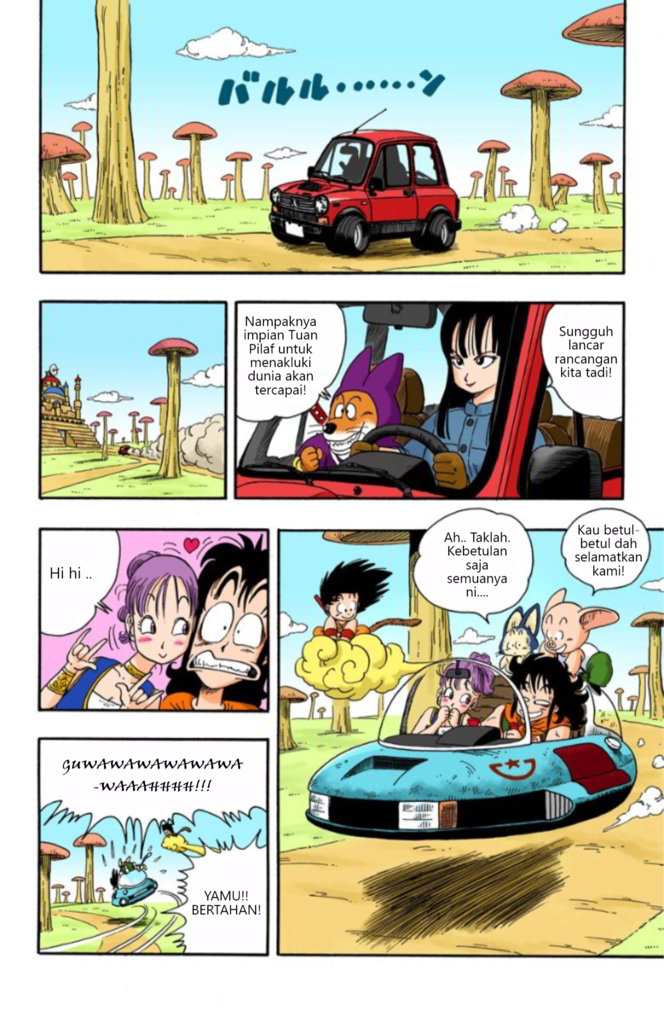 バルル・・・・・・ン
Nampaknya
impian Tuan
Pilaf untuk
menakluki
dunia akan
tercapai!
Sungguh
lancar
rancangan
kita tadi!
Hi hi ..
Ah.. Taklah.
Kebetulan
saja
semuanya
ni....
Kau betul-
betul dah
selamatkan
kami!
GUWAWAWAWAWAWA
-WAAAHHHH!!!
YAMU!!
BERTAHAN!